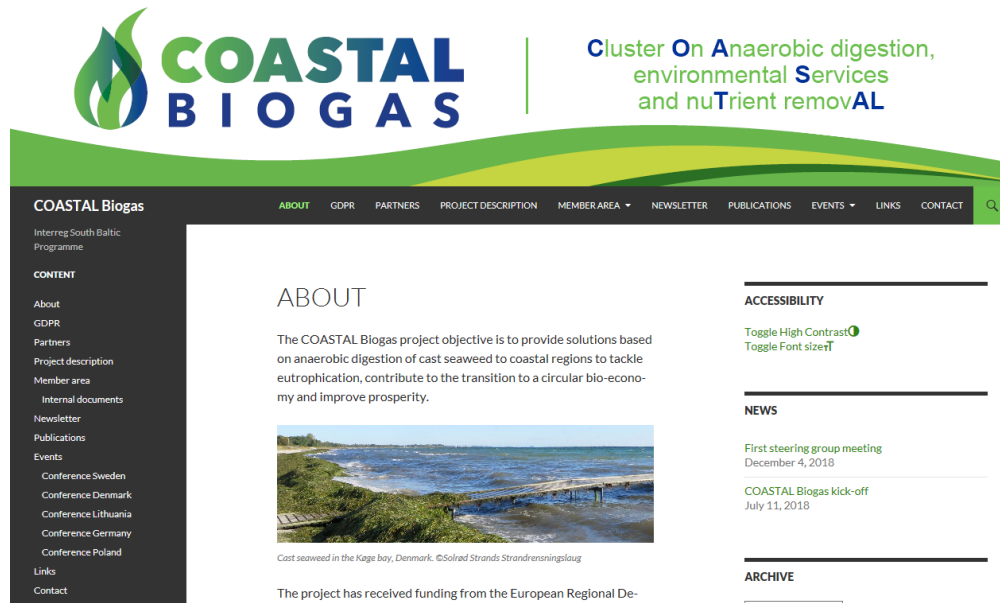 COASTAL
BIOGAS
Cluster On Anaerobic digestion,
environmental Services
and nuTrient removAL
COASTAL Biogas
ABOUT
GDPR
PARTNERS
PROJECT DESCRIPTION
MEMBER AREA
NEWSLETTER
PUBLICATIONS
EVENTS
LINKS
CONTACT
Interreg South Baltic
Programme
CONTENT
About
GDPR
Partners
Project description
Member area
Internal documents
Newsletter
Publications
Events
Conference Sweden
Conference Denmark
Conference Lithuania
Conference Germany
Conference Poland
Links
Contact
ABOUT
The COASTAL Biogas project objective is to provide solutions based
on anaerobic digestion of cast seaweed to coastal regions to tackle
eutrophication, contribute to the transition to a circular bio-econo-
my and improve prosperity.
Cast seaweed in the Køge bay, Denmark. ©Solrød Strands Strandrensningslaug
The project has received funding from the European Regional De-
ACCESSIBILITY
Toggle High Contrast
Toggle Font size
NEWS
First steering group meeting
December 4, 2018
COASTAL Biogas kick-off
July 11, 2018
ARCHIVE